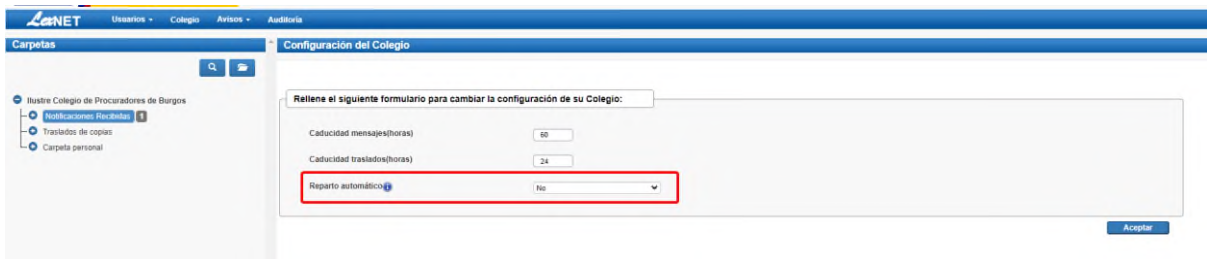 LexNET Usuarios Colegio Avisos Auditoría
Carpetas
Ilustre Colegio de Procuradores de Burgos
Notificaciones Recibidas 1
Traslados de copias
Carpeta personal
Configuración del Colegio
Rellene el siguiente formulario para cambiar la configuración de su Colegio:
Caducidad mensajes(horas) 60
Caducidad traslados(horas) 24
Reparto automático No
Aceptar